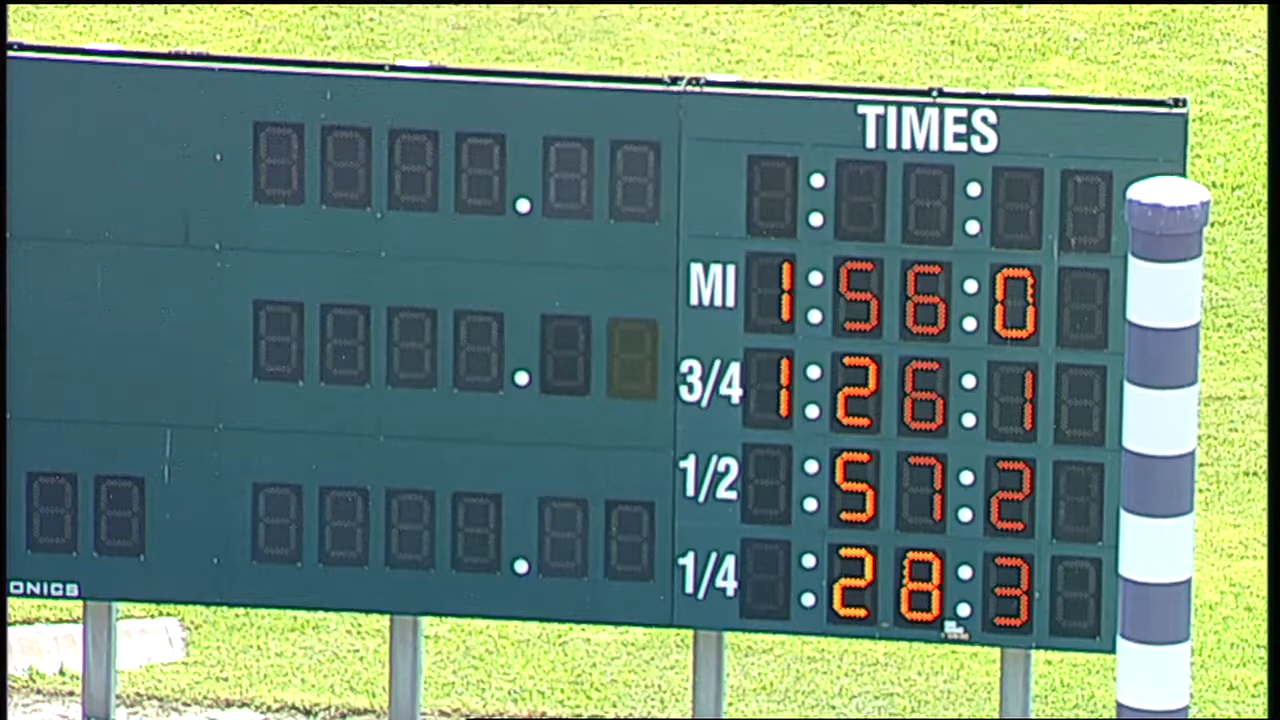 TIMES
MI 1:56:0
3/4 1:26:1
1/2 :57:2
1/4 :28:3
ONICS